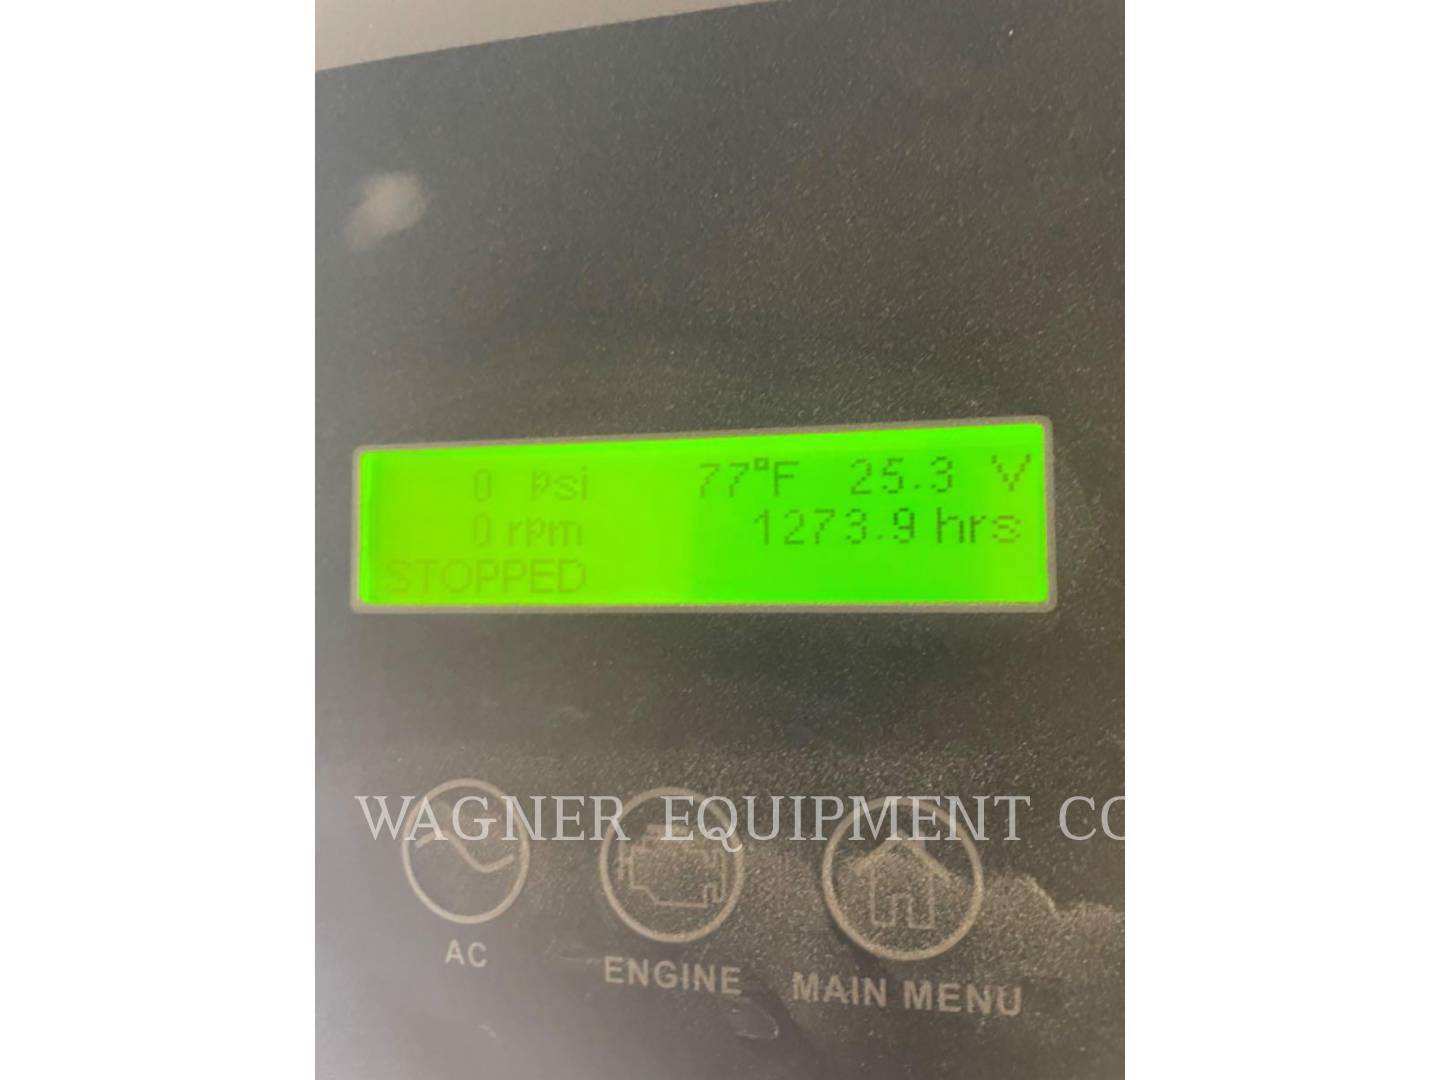 0 psi 77°F 25.3 V
0 rpm 1273.9 hrs
STOPPED
WAGNER EQUIPMENT CO
AC ENGINE MAIN MENU